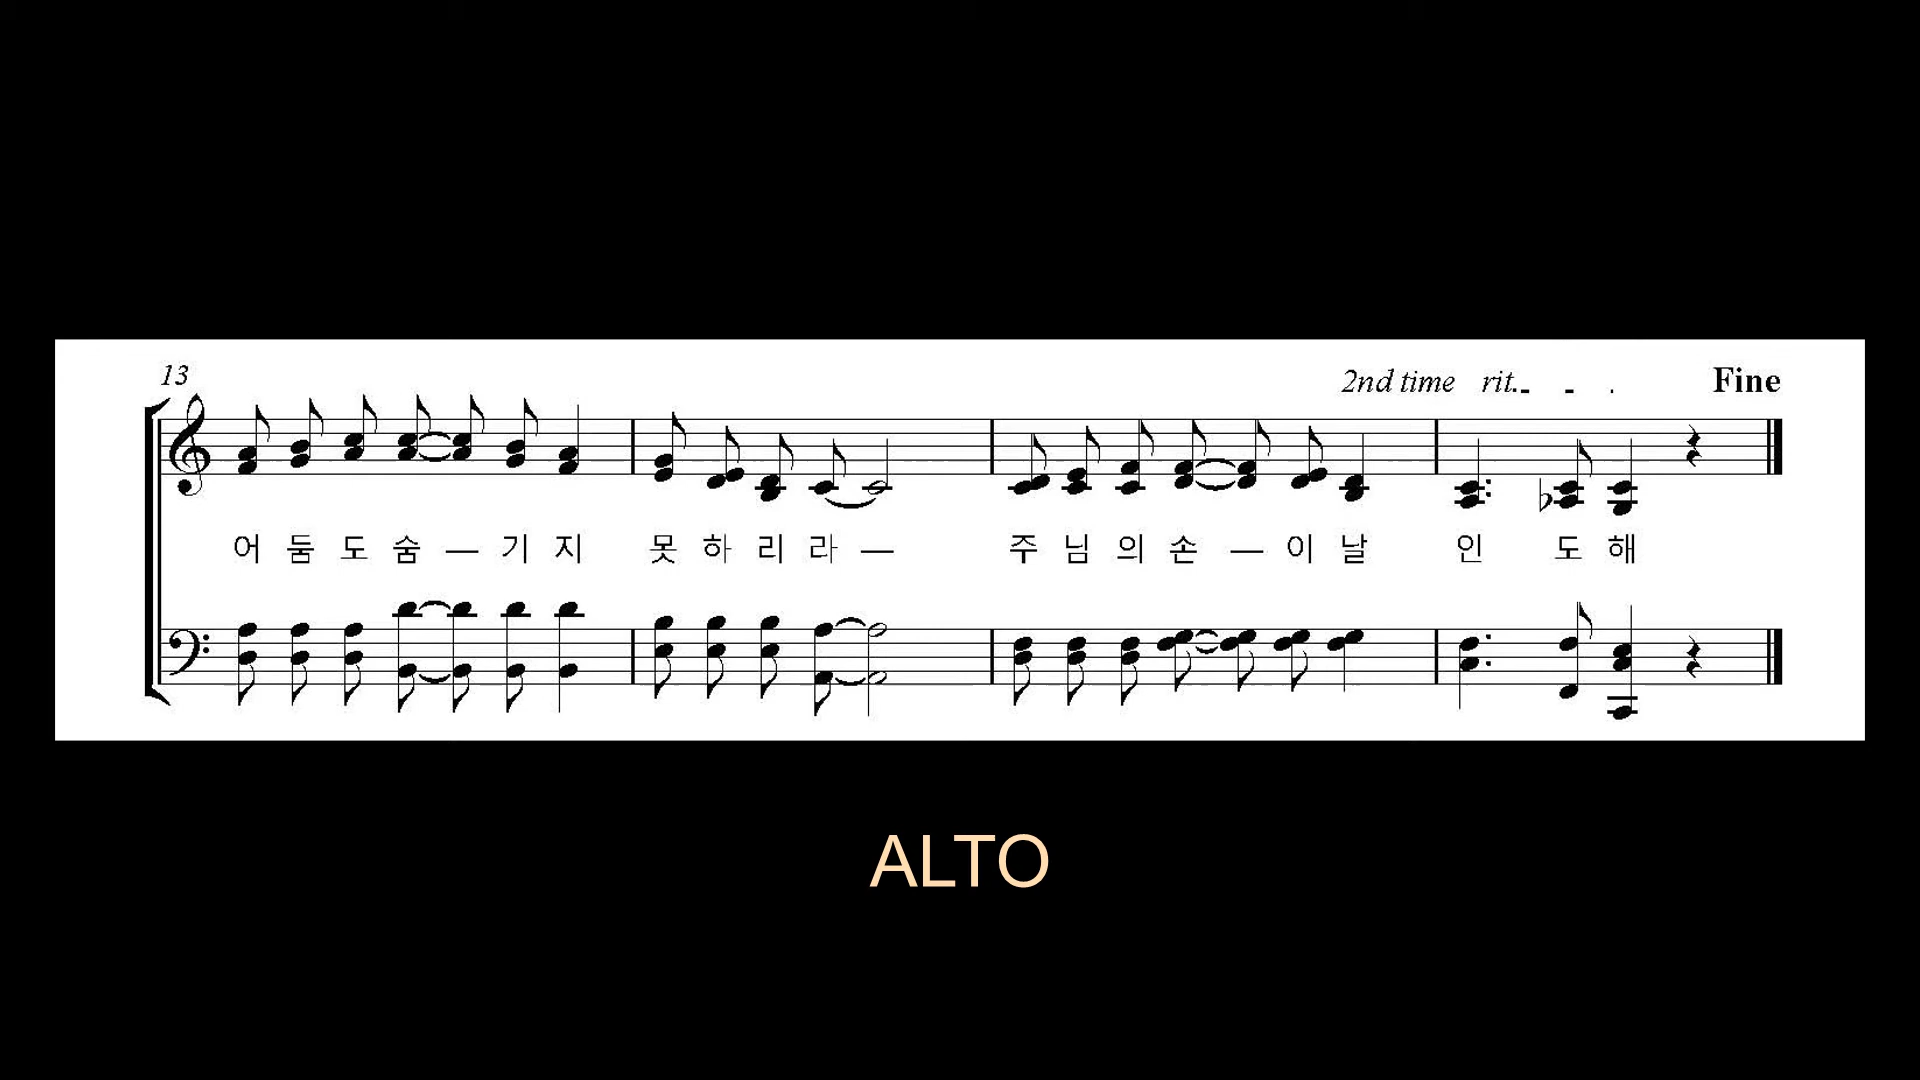 13
2nd time rit. - - .
Fine
어 둠 도 숨 — 기 지 못 하 리 라 — 주 님 의 손 — 이 날 인 도 해
ALTO